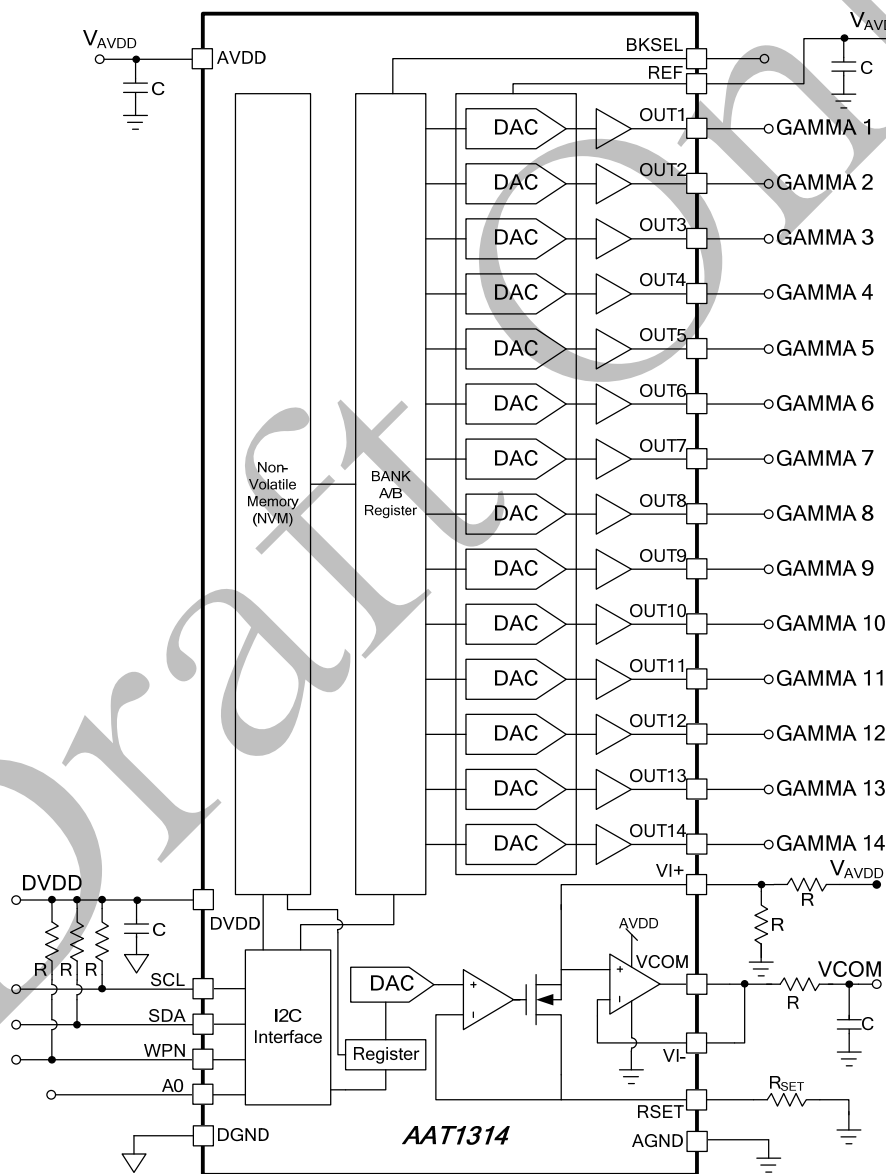 VAVDD
AVDD
C
BKSEL
REF
VAVDD
C
DAC
OUT1
GAMMA 1
DAC
OUT2
GAMMA 2
DAC
OUT3
GAMMA 3
DAC
OUT4
GAMMA 4
DAC
OUT5
GAMMA 5
DAC
OUT6
GAMMA 6
DAC
OUT7
GAMMA 7
DAC
OUT8
GAMMA 8
DAC
OUT9
GAMMA 9
DAC
OUT10
GAMMA 10
DAC
OUT11
GAMMA 11
DAC
OUT12
GAMMA 12
DAC
OUT13
GAMMA 13
DAC
OUT14
GAMMA 14
Non-
Volatile
Memory
(NVM)
BANK
A/B
Register
VI+
VAVDD
R
R
DVDD
DVDD
C
R
R
R
SCL
SDA
WPN
A0
DGND
I2C
Interface
Register
DAC
+
-
AVDD
+
-
VCOM
VI-
R
VCOM
C
RSET
RSET
AGND
AAT1314
Draft On